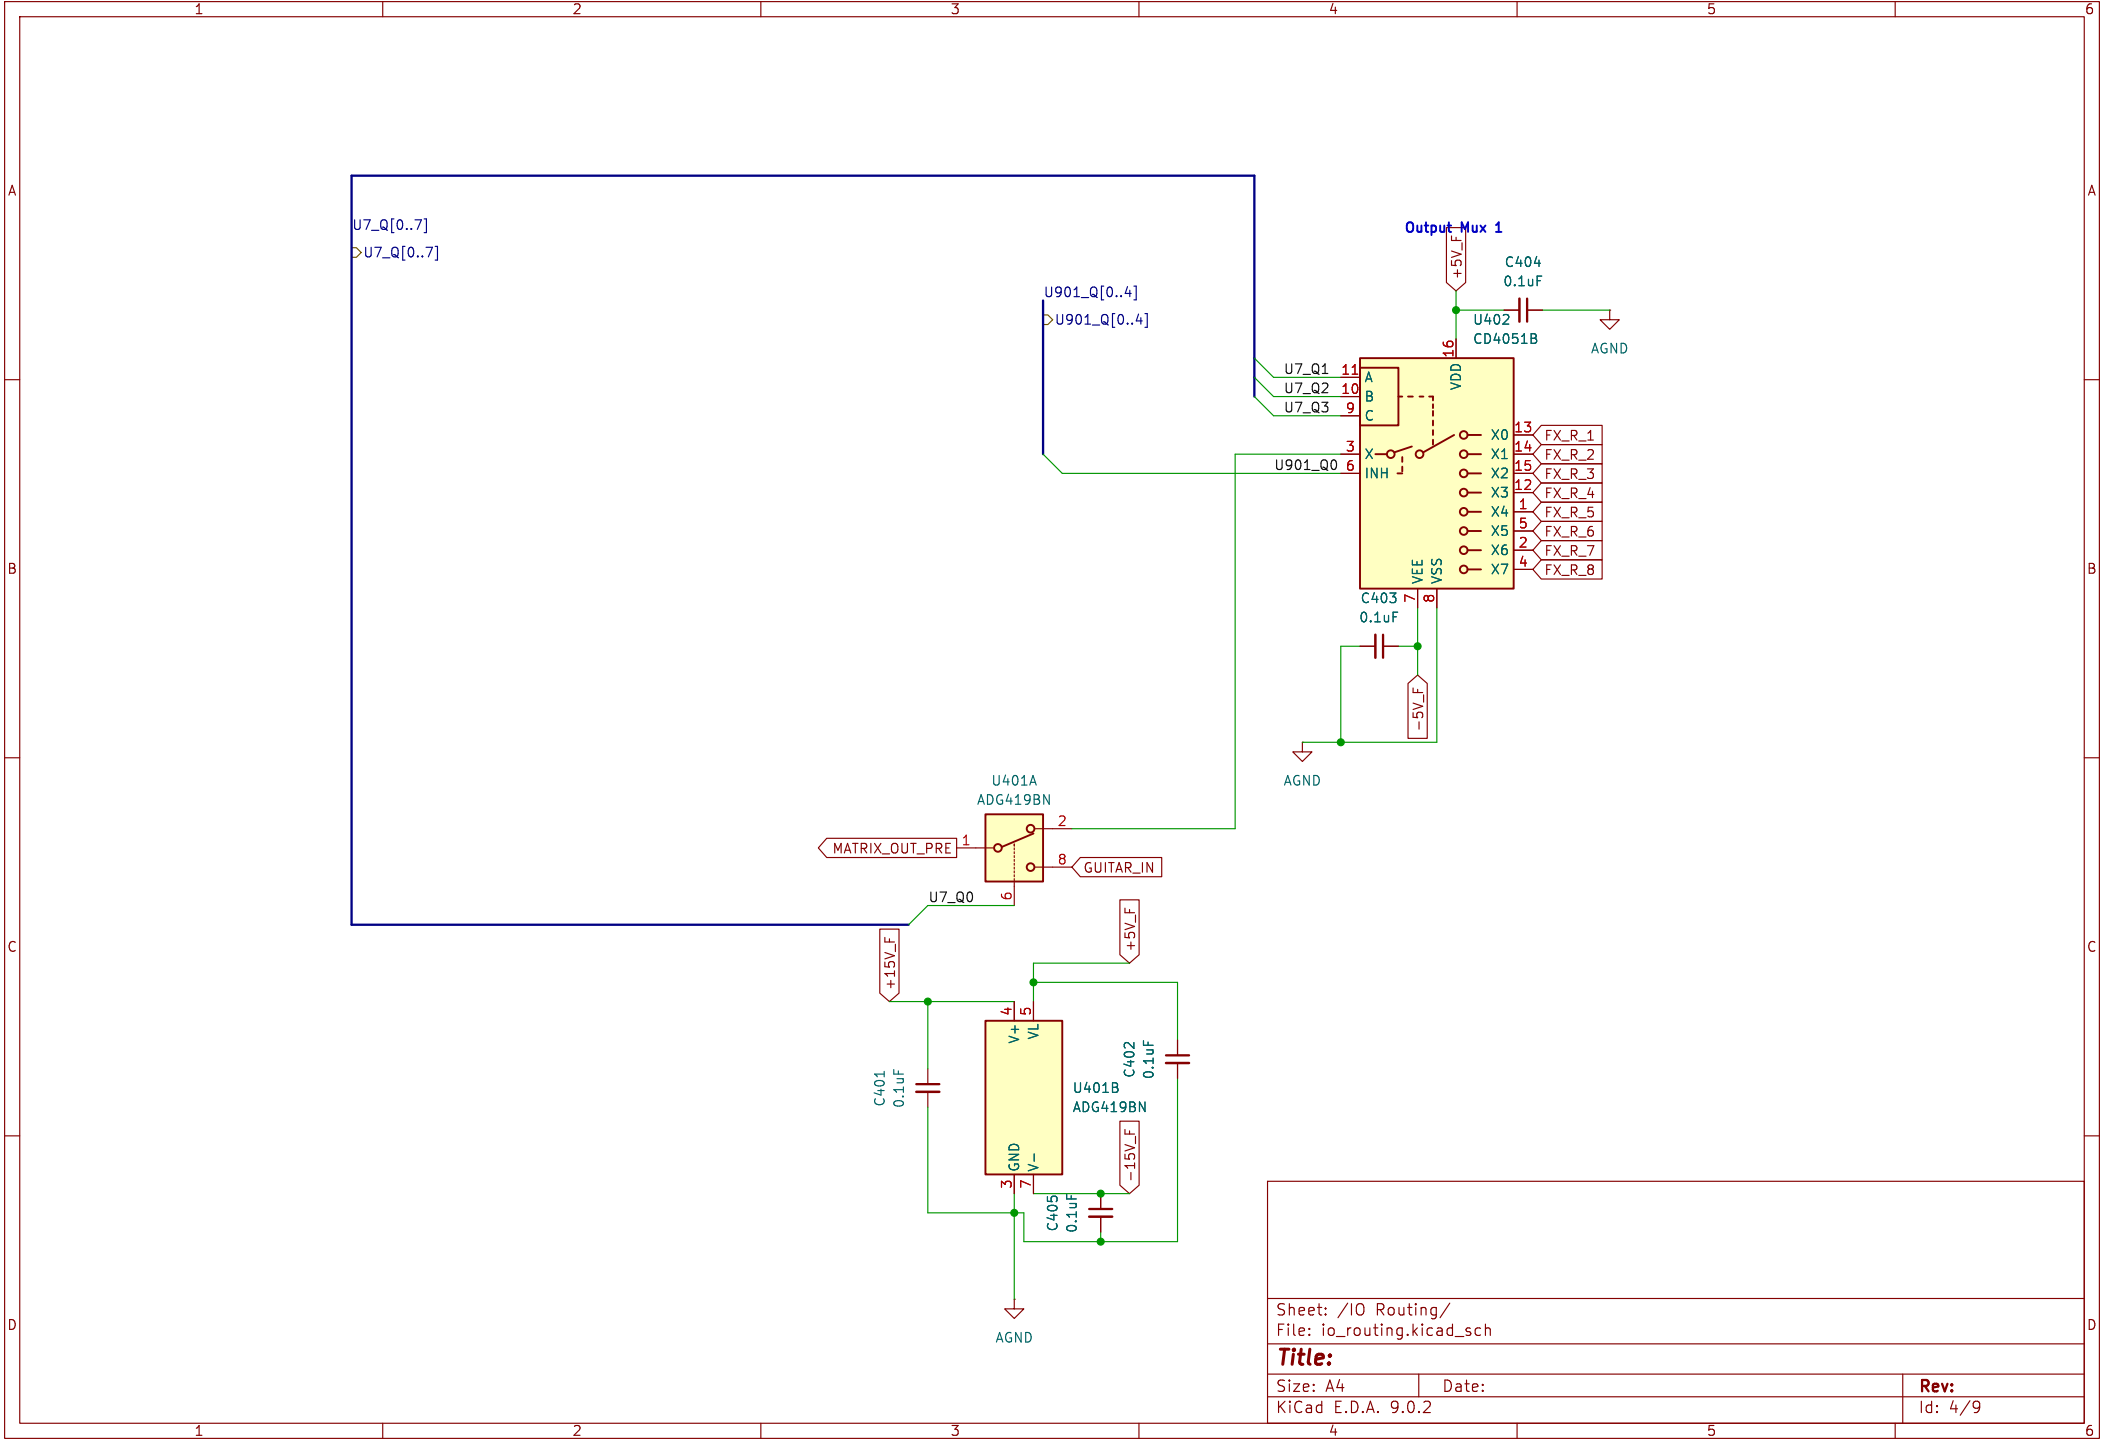 1 2 3 4 5 6
A A
B B
C C
D D
U7_Q[0..7]
U7_Q[0..7]
U901_Q[0..4]
U901_Q[0..4]
Output Mux 1
+5V_F
C404
0.1uF
AGND
U402
CD4051B
16
VDD
U7_Q1 11 A
U7_Q2 10 B
U7_Q3 9 C
3 X
U901_Q0 6 INH
X0 13 FX_R_1
X1 14 FX_R_2
X2 15 FX_R_3
X3 12 FX_R_4
X4 1 FX_R_5
X5 5 FX_R_6
X6 2 FX_R_7
X7 4 FX_R_8
VEE VSS
7 8
C403
0.1uF
-5V_F
AGND
U401A
ADG419BN
MATRIX_OUT_PRE 1
2
8 GUITAR_IN
U7_Q0 6
+15V_F
+5V_F
4 5
V+ VL
C401
0.1uF
C402
0.1uF
U401B
ADG419BN
-15V_F
GND V-
3 7
C405
0.1uF
AGND
Sheet: /IO Routing/
File: io_routing.kicad_sch
Title:
Size: A4 Date: Rev:
KiCad E.D.A. 9.0.2 Id: 4/9
1 2 3 4 5 6